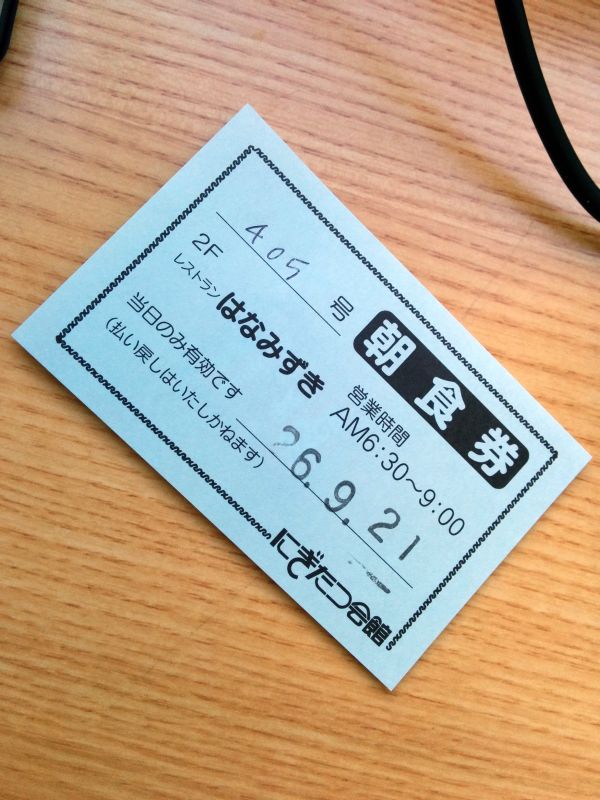 405 号
朝食券
2F
レストラン はなみずき
営業時間
AM6:30〜9:00
当日のみ有効です
(払い戻しはいたしかねます)
26.9.21
にぎたつ会館